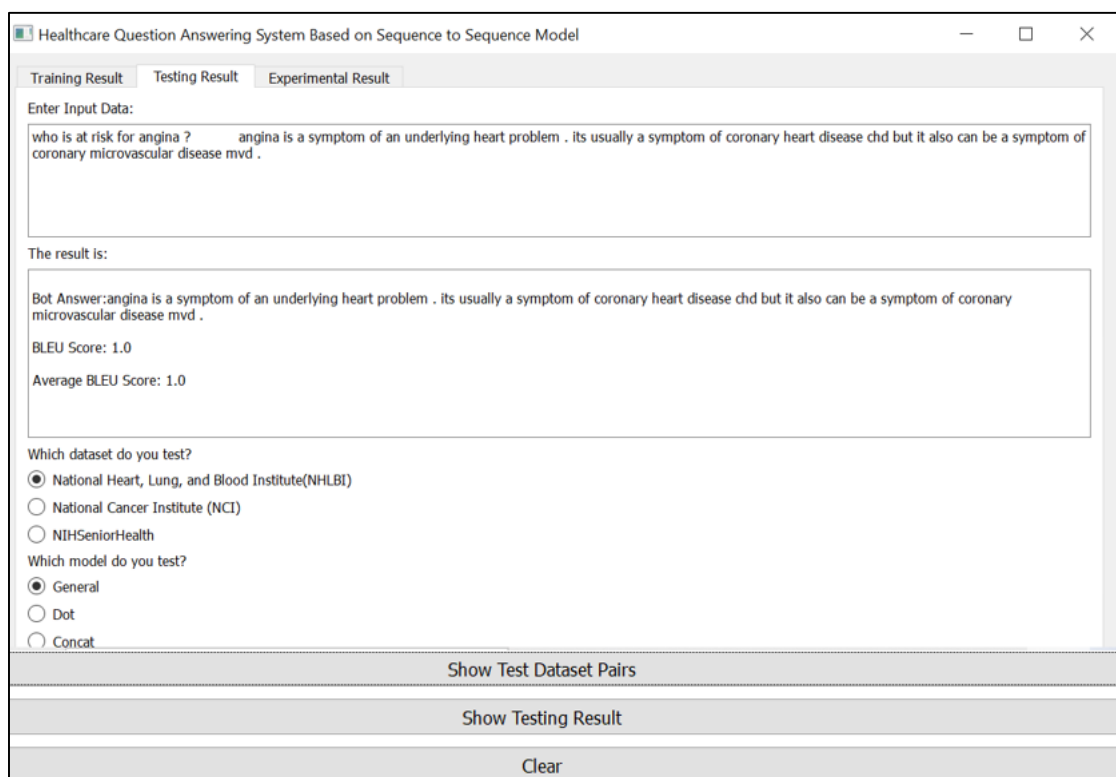 Healthcare Question Answering System Based on Sequence to Sequence Model
Training Result Testing Result Experimental Result
Enter Input Data:
who is at risk for angina ? angina is a symptom of an underlying heart problem . its usually a symptom of coronary heart disease chd but it also can be a symptom of
coronary microvascular disease mvd .
The result is:
Bot Answer:angina is a symptom of an underlying heart problem . its usually a symptom of coronary heart disease chd but it also can be a symptom of coronary
microvascular disease mvd .
BLEU Score: 1.0
Average BLEU Score: 1.0
Which dataset do you test?
National Heart, Lung, and Blood Institute(NHLBI)
National Cancer Institute (NCI)
NIHSeniorHealth
Which model do you test?
General
Dot
Concat
Show Test Dataset Pairs
Show Testing Result
Clear